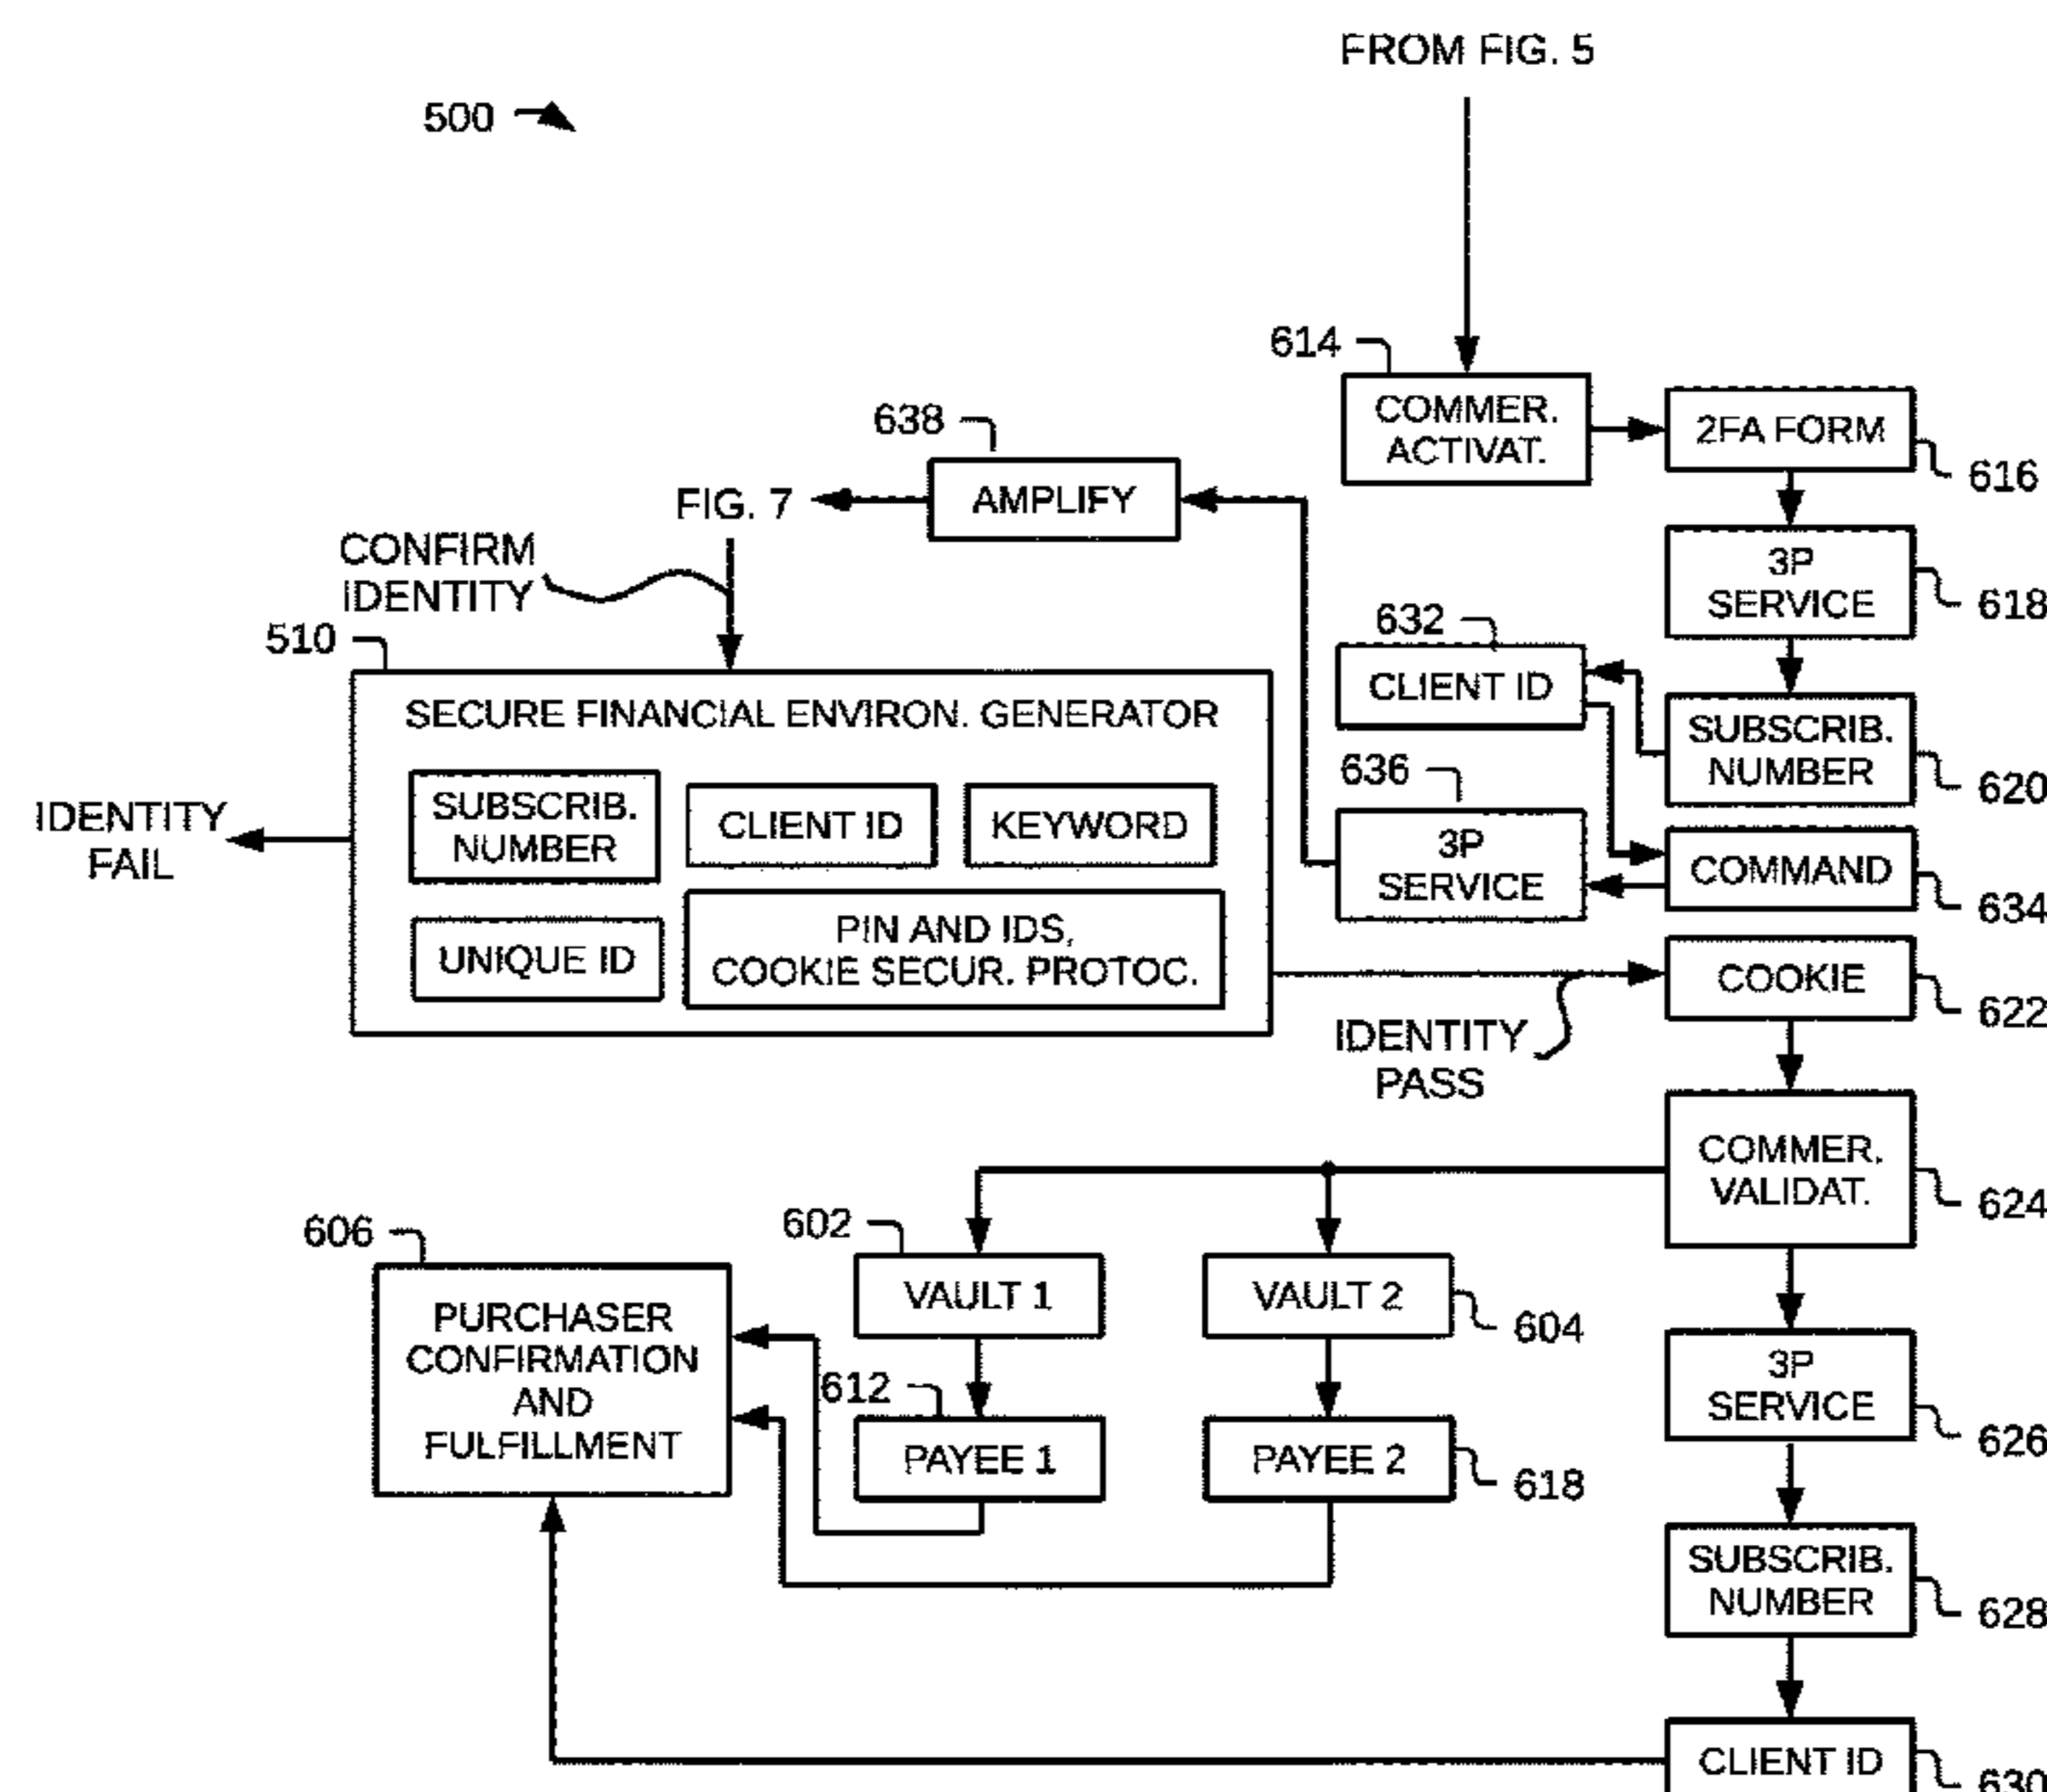 FROM FIG. 5
500
614
COMMER.
ACTIVAT.
2FA FORM
616
638
AMPLIFY
FIG. 7
CONFIRM
IDENTITY
3P
SERVICE
618
632
CLIENT ID
510
SECURE FINANCIAL ENVIRON. GENERATOR
SUBSCRIB.
NUMBER
620
636
3P
SERVICE
COMMAND
634
IDENTITY
FAIL
SUBSCRIB.
NUMBER
CLIENT ID
KEYWORD
UNIQUE ID
PIN AND IDS,
COOKIE SECUR. PROTOC.
COOKIE
622
IDENTITY
PASS
COMMER.
VALIDAT.
624
606
PURCHASER
CONFIRMATION
AND
FULFILLMENT
602
VAULT 1
VAULT 2
604
612
PAYEE 1
PAYEE 2
618
3P
SERVICE
626
SUBSCRIB.
NUMBER
628
CLIENT ID
630